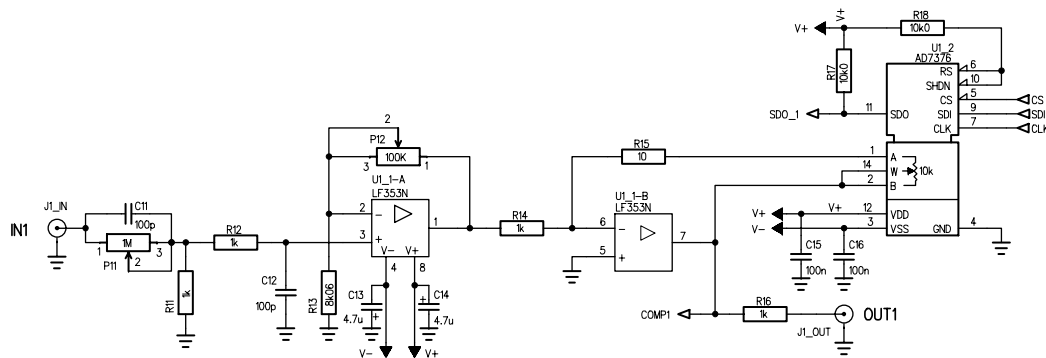 V+
V+
R18
10k0
R17
10k0
U1_2
AD7376
RS
6
SHDN
10
CS
5
CS
SDO_1
11
SDO
SDI
9
SDI
CLK
7
CLK
2
P12
100K
3
1
R15
10
1
A
14
W
10k
2
B
U1_1-A
LF353N
U1_1-B
LF353N
J1_IN
C11
100p
IN1
1M
1
3
P11
2
R12
1k
2
-
3
+
1
V-
V+
4
8
R14
1k
6
-
5
+
7
V+
V+
12
VDD
V-
3
VSS
GND
4
C15
100n
C16
100n
R11
1k
C12
100p
R13
8k06
C13
4.7u
+
+
C14
4.7u
V-
V+
COMP1
R16
1k
J1_OUT
OUT1